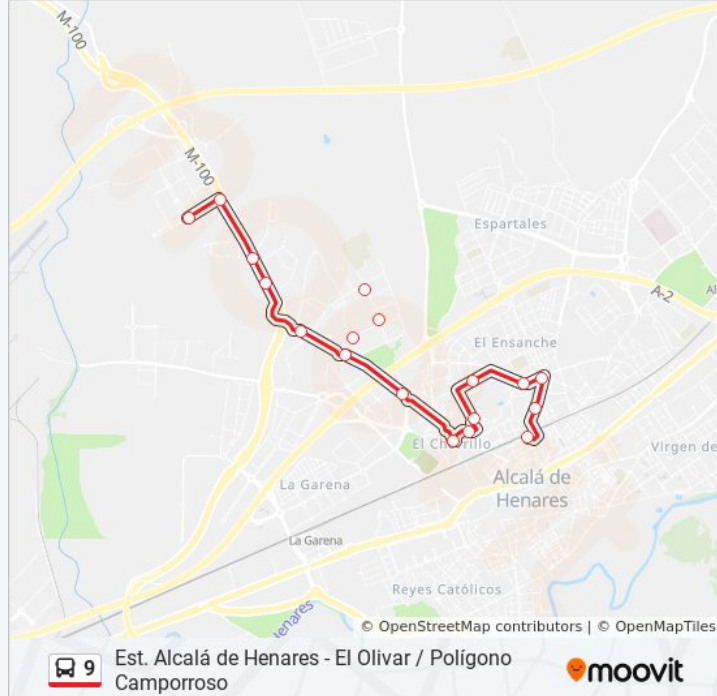 M-100
M-100
Espartales
A-2
El Ensanche
El Chorrillo
Virgen de
La Garena
Alcalá de
Henares
La Garena
Reyes Católicos
Henares
© OpenStreetMap contributors | © OpenMapTiles
9
Est. Alcalá de Henares - El Olivar / Polígono
Camporroso
moovit